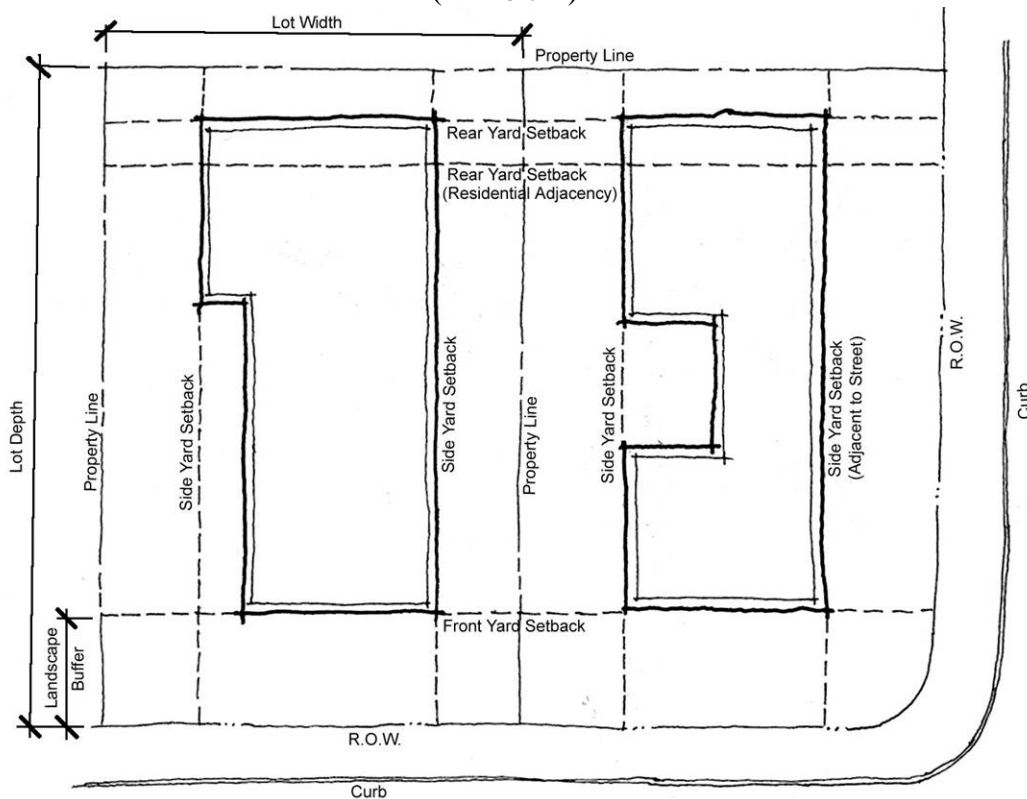 Lot Width
Property Line
Rear Yard Setback
Rear Yard Setback
(Residential Adjacency)
Lot Depth
Property Line
Side Yard Setback
Side Yard Setback
Property Line
Side Yard Setback
Side Yard Setback
(Adjacent to Street)
R.O.W.
Curb
Front Yard Setback
Landscape
Buffer
R.O.W.
Curb